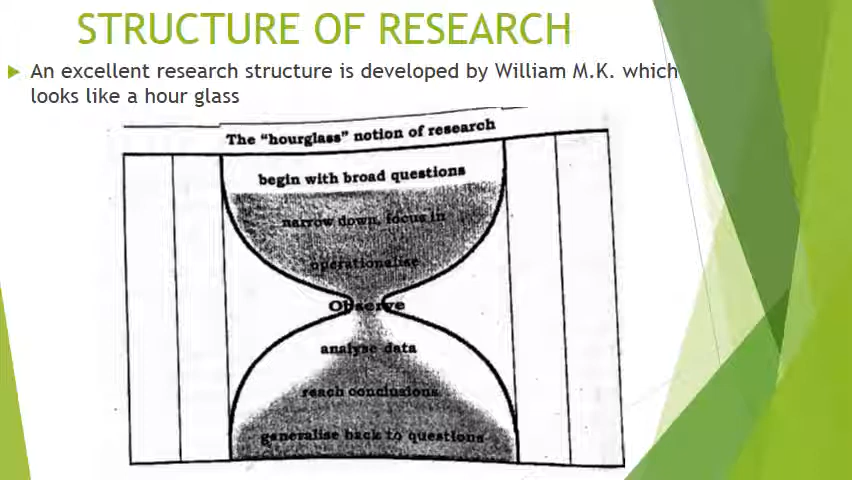 STRUCTURE OF RESEARCH
An excellent research structure is developed by William M.K. which
looks like a hour glass
The "hourglass" notion of research
begin with broad questions
narrow down, focus in
operationalise
Observe
analyse data
reach conclusions
generalise back to questions